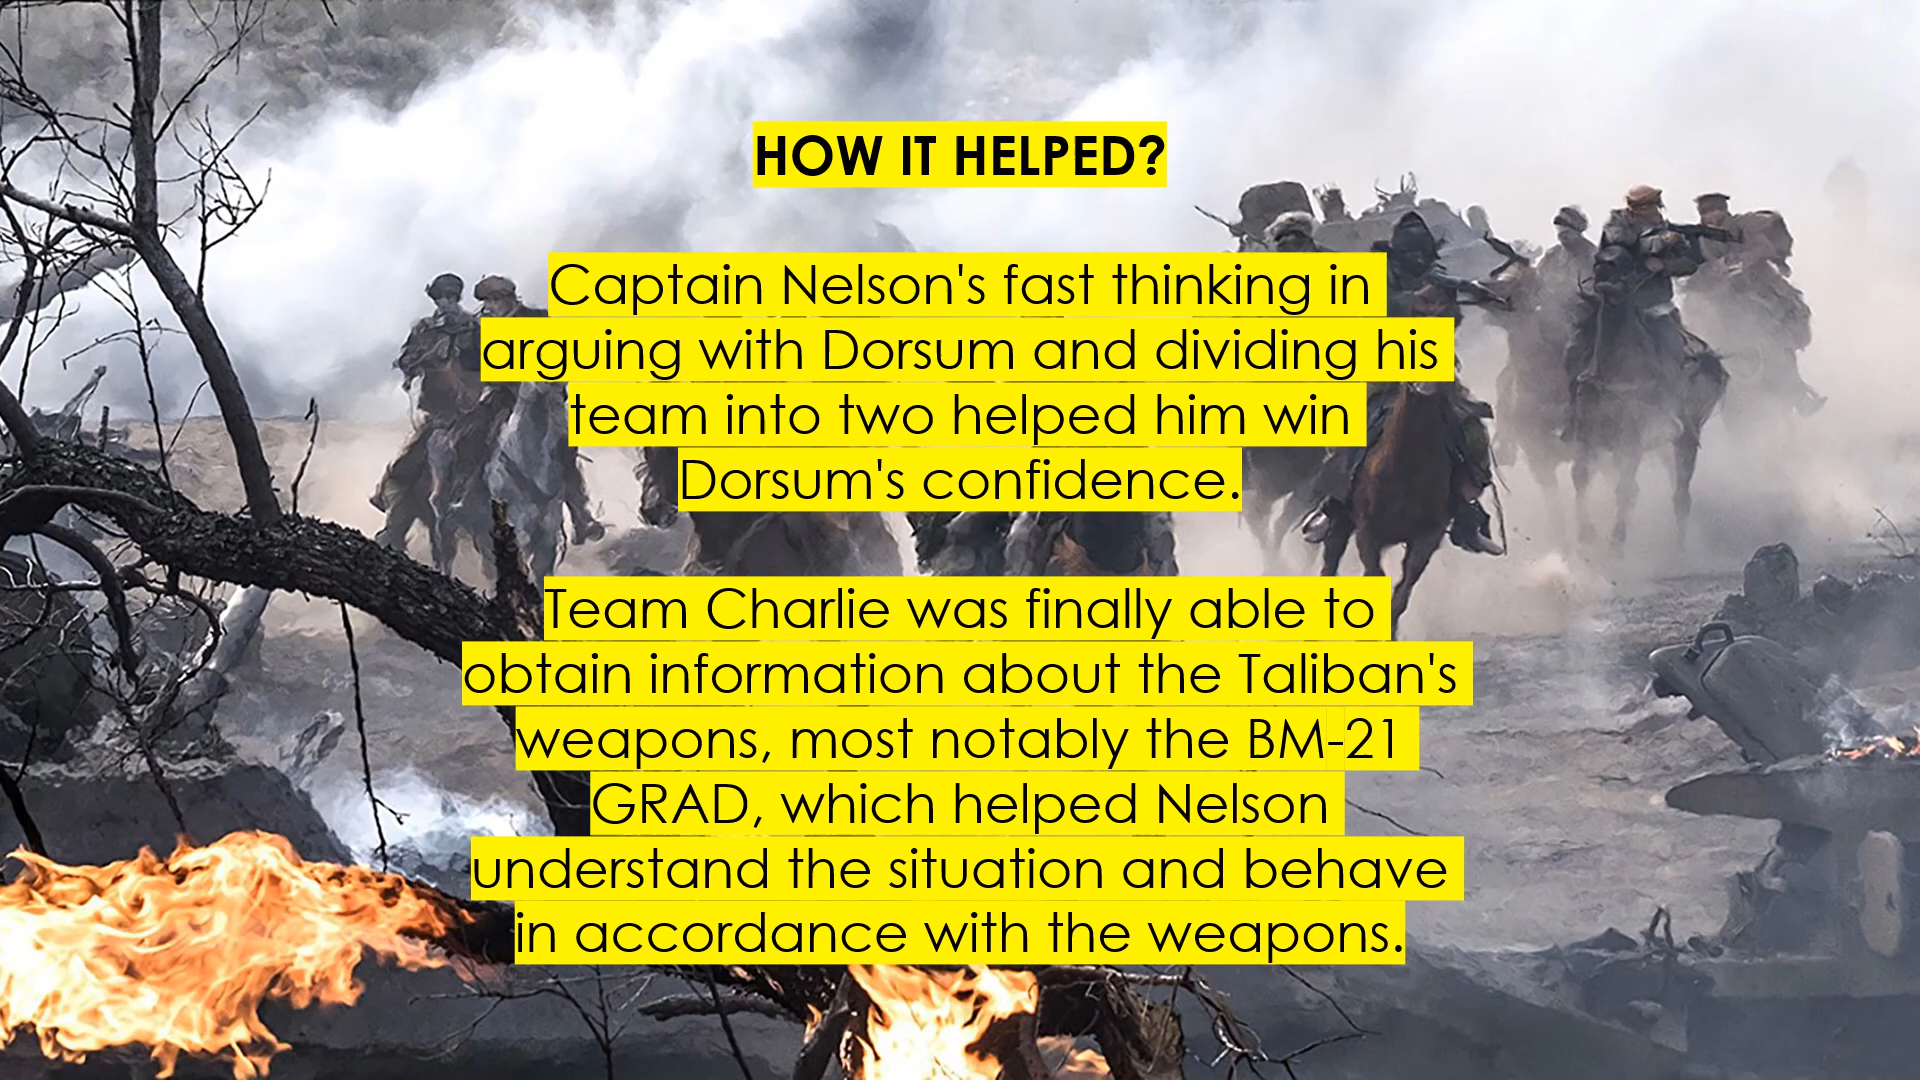 HOW IT HELPED?
Captain Nelson's fast thinking in
arguing with Dorsum and dividing his
team into two helped him win
Dorsum's confidence.
Team Charlie was finally able to
obtain information about the Taliban's
weapons, most notably the BM-21
GRAD, which helped Nelson
understand the situation and behave
in accordance with the weapons.